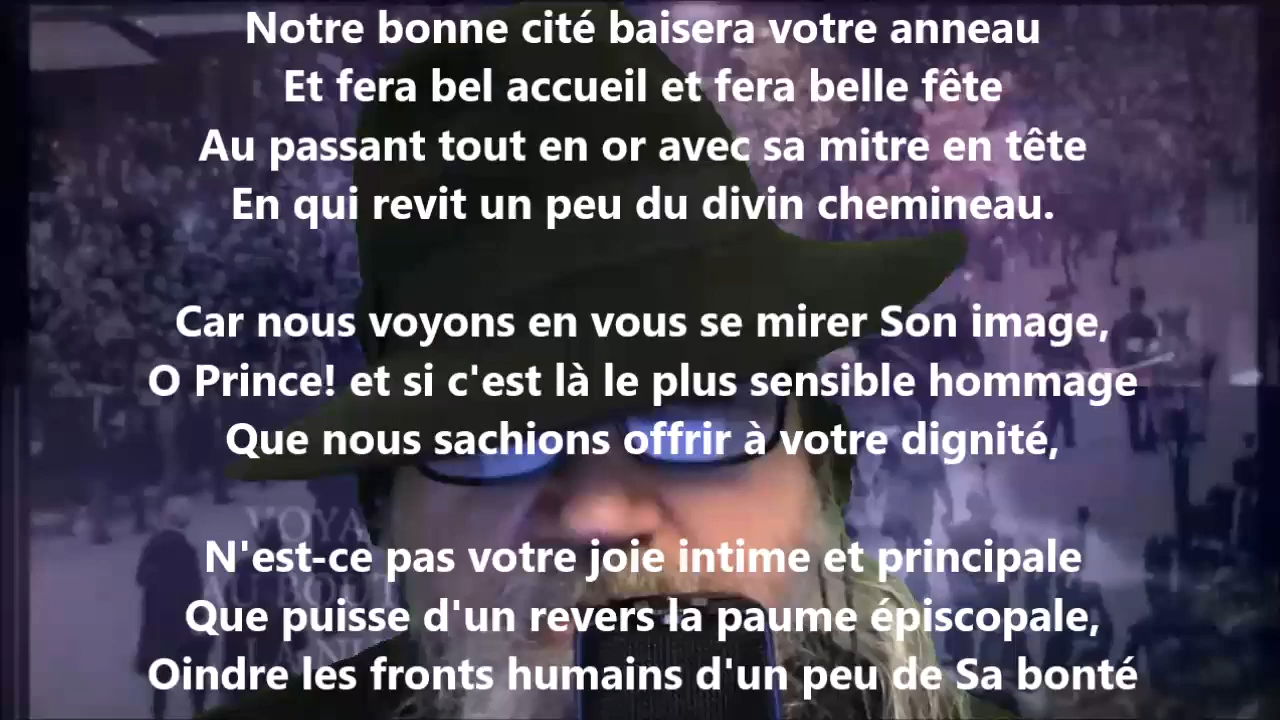 Notre bonne cité baisera votre anneau
Et fera bel accueil et fera belle fête
Au passant tout en or avec sa mitre en tête
En qui revit un peu du divin chemineau.
Car nous voyons en vous se mirer Son image,
O Prince! et si c'est là le plus sensible hommage
Que nous sachions offrir à votre dignité,
N'est-ce pas votre joie intime et principale
Que puisse d'un revers la paume épiscopale,
Oindre les fronts humains d'un peu de Sa bonté
VOYA
AU BOUT